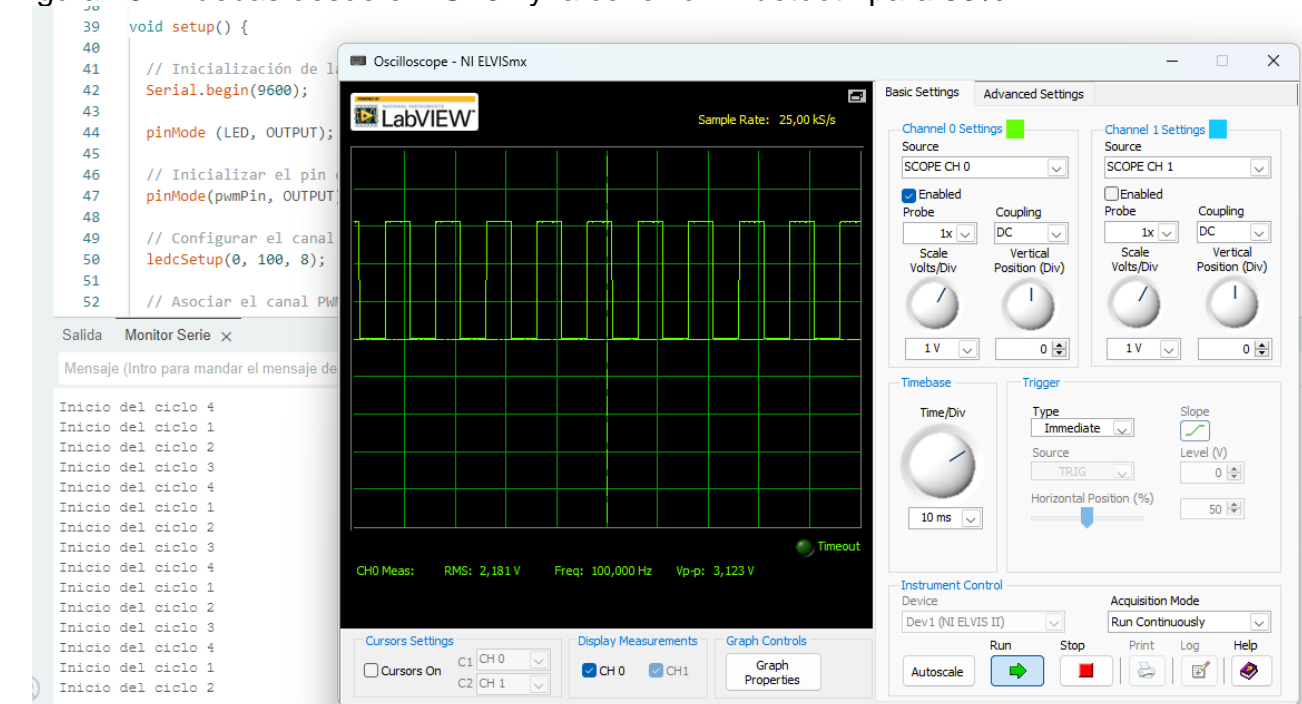 39 void setup() {
40
41 // Inicialización de l
42 Serial.begin(9600);
43
44 pinMode (LED, OUTPUT);
45
46 // Inicializar el pin
47 pinMode(pwmPin, OUTPUT
48
49 // Configurar el canal
50 ledcSetup(0, 100, 8);
51
52 // Asociar el canal PW
Salida Monitor Serie ×
Mensaje (Intro para mandar el mensaje de
Inicio del ciclo 4
Inicio del ciclo 1
Inicio del ciclo 2
Inicio del ciclo 3
Inicio del ciclo 4
Inicio del ciclo 1
Inicio del ciclo 2
Inicio del ciclo 3
Inicio del ciclo 4
Inicio del ciclo 1
Inicio del ciclo 2
Inicio del ciclo 3
Inicio del ciclo 4
Inicio del ciclo 1
Inicio del ciclo 2
Oscilloscope - NI ELVISmx
NATIONAL INSTRUMENTS
LabVIEW
Sample Rate: 25,00 kS/s
Timeout
CH0 Meas: RMS: 2,181 V Freq: 100,000 Hz Vp-p: 3,123 V
Cursors Settings
Cursors On
C1 CH 0
C2 CH 1
Display Measurements
CH 0 CH1
Graph Controls
Graph
Properties
Basic Settings Advanced Settings
Channel 0 Settings
Source
SCOPE CH 0
Enabled
Probe Coupling
1x DC
Scale Vertical
Volts/Div Position (Div)
1 V 0
Channel 1 Settings
Source
SCOPE CH 1
Enabled
Probe Coupling
1x DC
Scale Vertical
Volts/Div Position (Div)
1 V 0
Timebase
Time/Div
10 ms
Trigger
Type Slope
Immediate
Source Level (V)
TRIG 0
Horizontal Position (%)
50
Instrument Control
Device Acquisition Mode
Dev1 (NI ELVIS II) Run Continuously
Run Stop Print Log Help
Autoscale